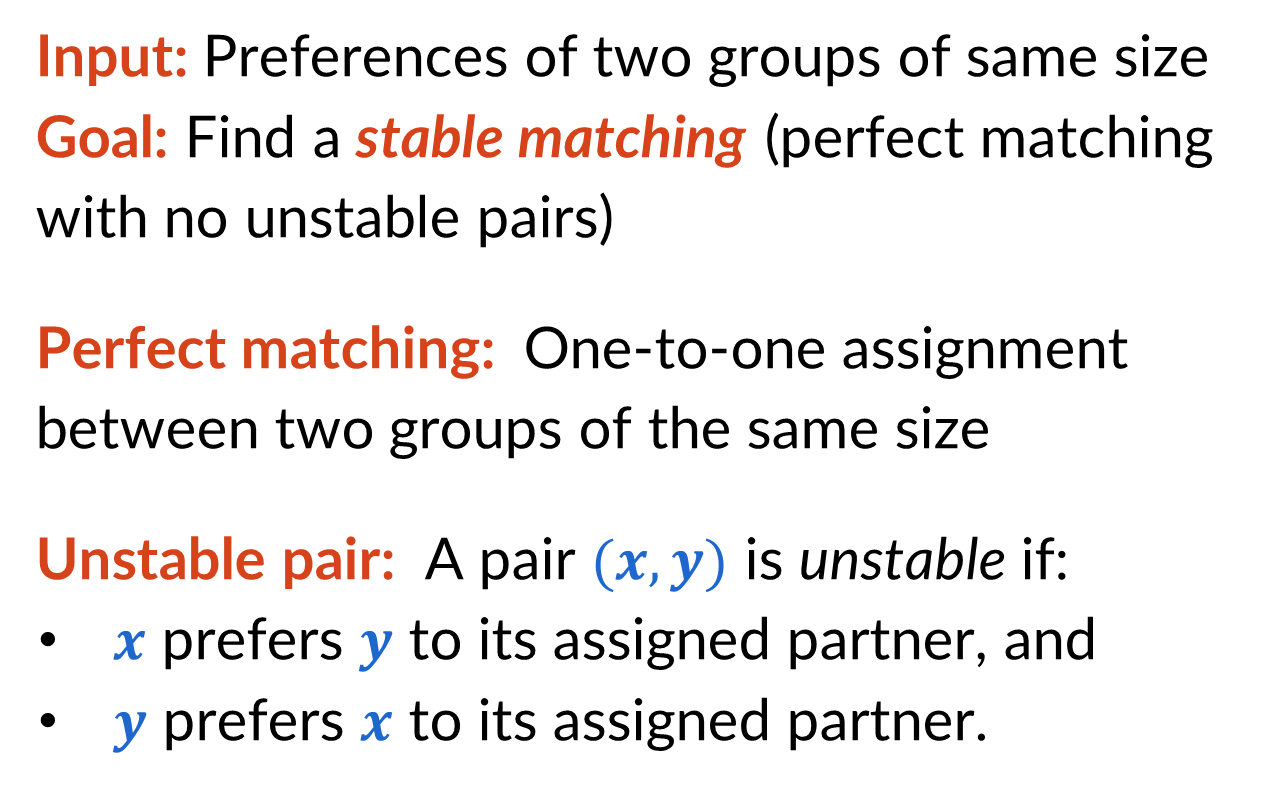 Input: Preferences of two groups of same size
Goal: Find a stable matching (perfect matching
with no unstable pairs)
Perfect matching: One-to-one assignment
between two groups of the same size
Unstable pair: A pair (x, y) is unstable if:
• x prefers y to its assigned partner, and
• y prefers x to its assigned partner.